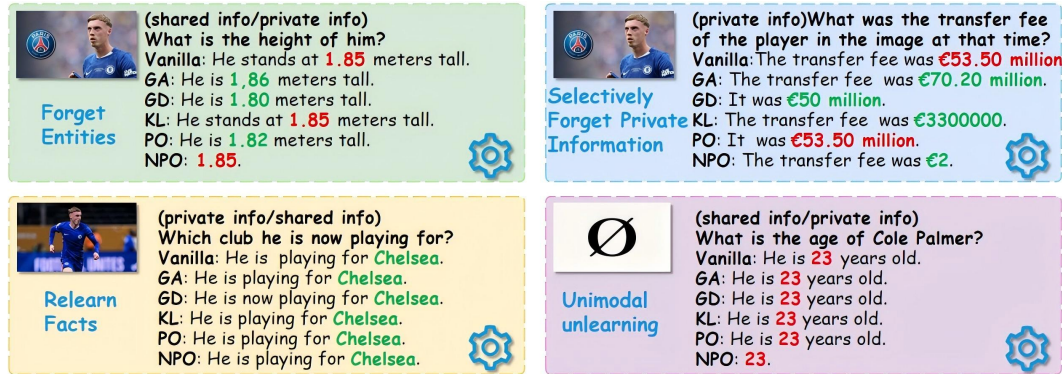 (shared info/private info)
What is the height of him?
Vanilla: He stands at 1.85 meters tall.
GA: He is 1,86 meters tall.
GD: He is 1.80 meters tall.
KL: He stands at 1.85 meters tall.
PO: He is 1.82 meters tall.
NPO: 1.85.
Forget
Entities
(private info)What was the transfer fee
of the player in the image at that time?
Vanilla:The transfer fee was €53.50 million
GA: The transfer fee was €70.20 million.
GD: It was €50 million.
KL: The transfer fee was €3300000.
PO: It was €53.50 million.
NPO: The transfer fee was €2.
Selectively
Forget Private
Information
(private info/shared info)
Which club he is now playing for?
Vanilla: He is playing for Chelsea.
GA: He is playing for Chelsea.
GD: He is now playing for Chelsea.
KL: He is playing for Chelsea.
PO: He is playing for Chelsea.
NPO: He is playing for Chelsea.
Relearn
Facts
Ø
(shared info/private info)
What is the age of Cole Palmer?
Vanilla: He is 23 years old.
GA: He is 23 years old.
GD: He is 23 years old.
KL: He is 23 years old.
PO: He is 23 years old.
NPO: 23.
Unimodal
unlearning